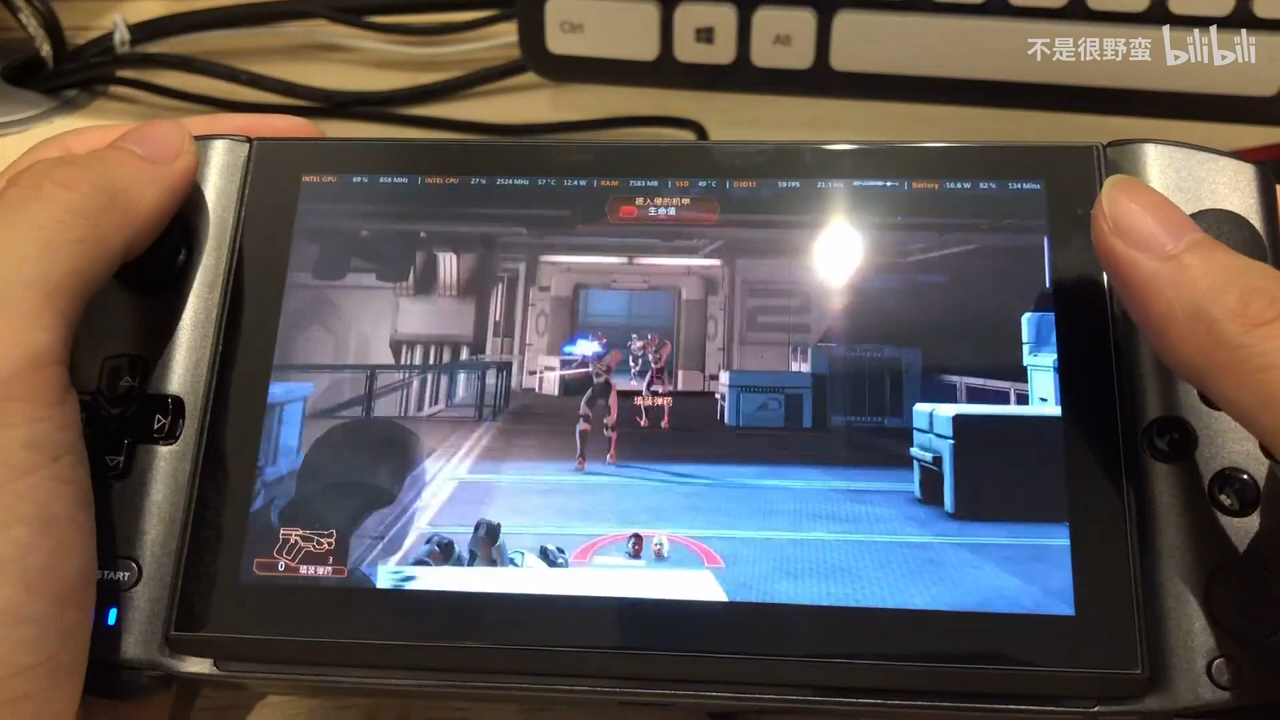 Ctrl
Alt
不是很野蛮 bilibili
INTEL GPU 69 % 656 MHz | INTEL CPU 27 % 2524 MHz 57 °C 12.4 W | RAM 7583 MB | SSD 49 °C | D3D11 59 FPS 21.1 ms | Battery -16.6 W 82 % 134 Mins
被入侵的机甲
生命值
2
填装弹药
3
0 填装弹药
START